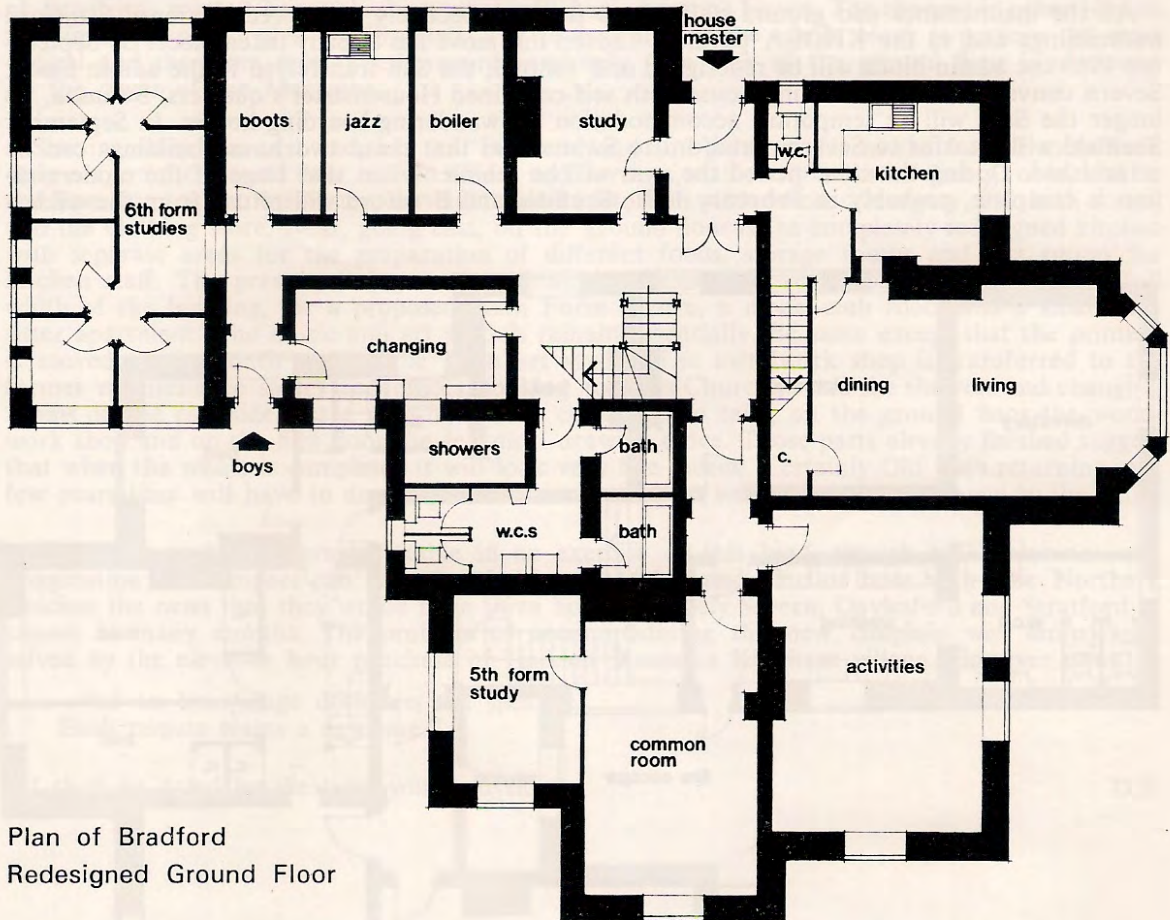 house
master
boots
jazz
boiler
study
w.c.
kitchen
6th form
studies
changing
dining
living
boys
showers
bath
c.
w.c.s
bath
5th form
study
activities
common
room
Plan of Bradford
Redesigned Ground Floor